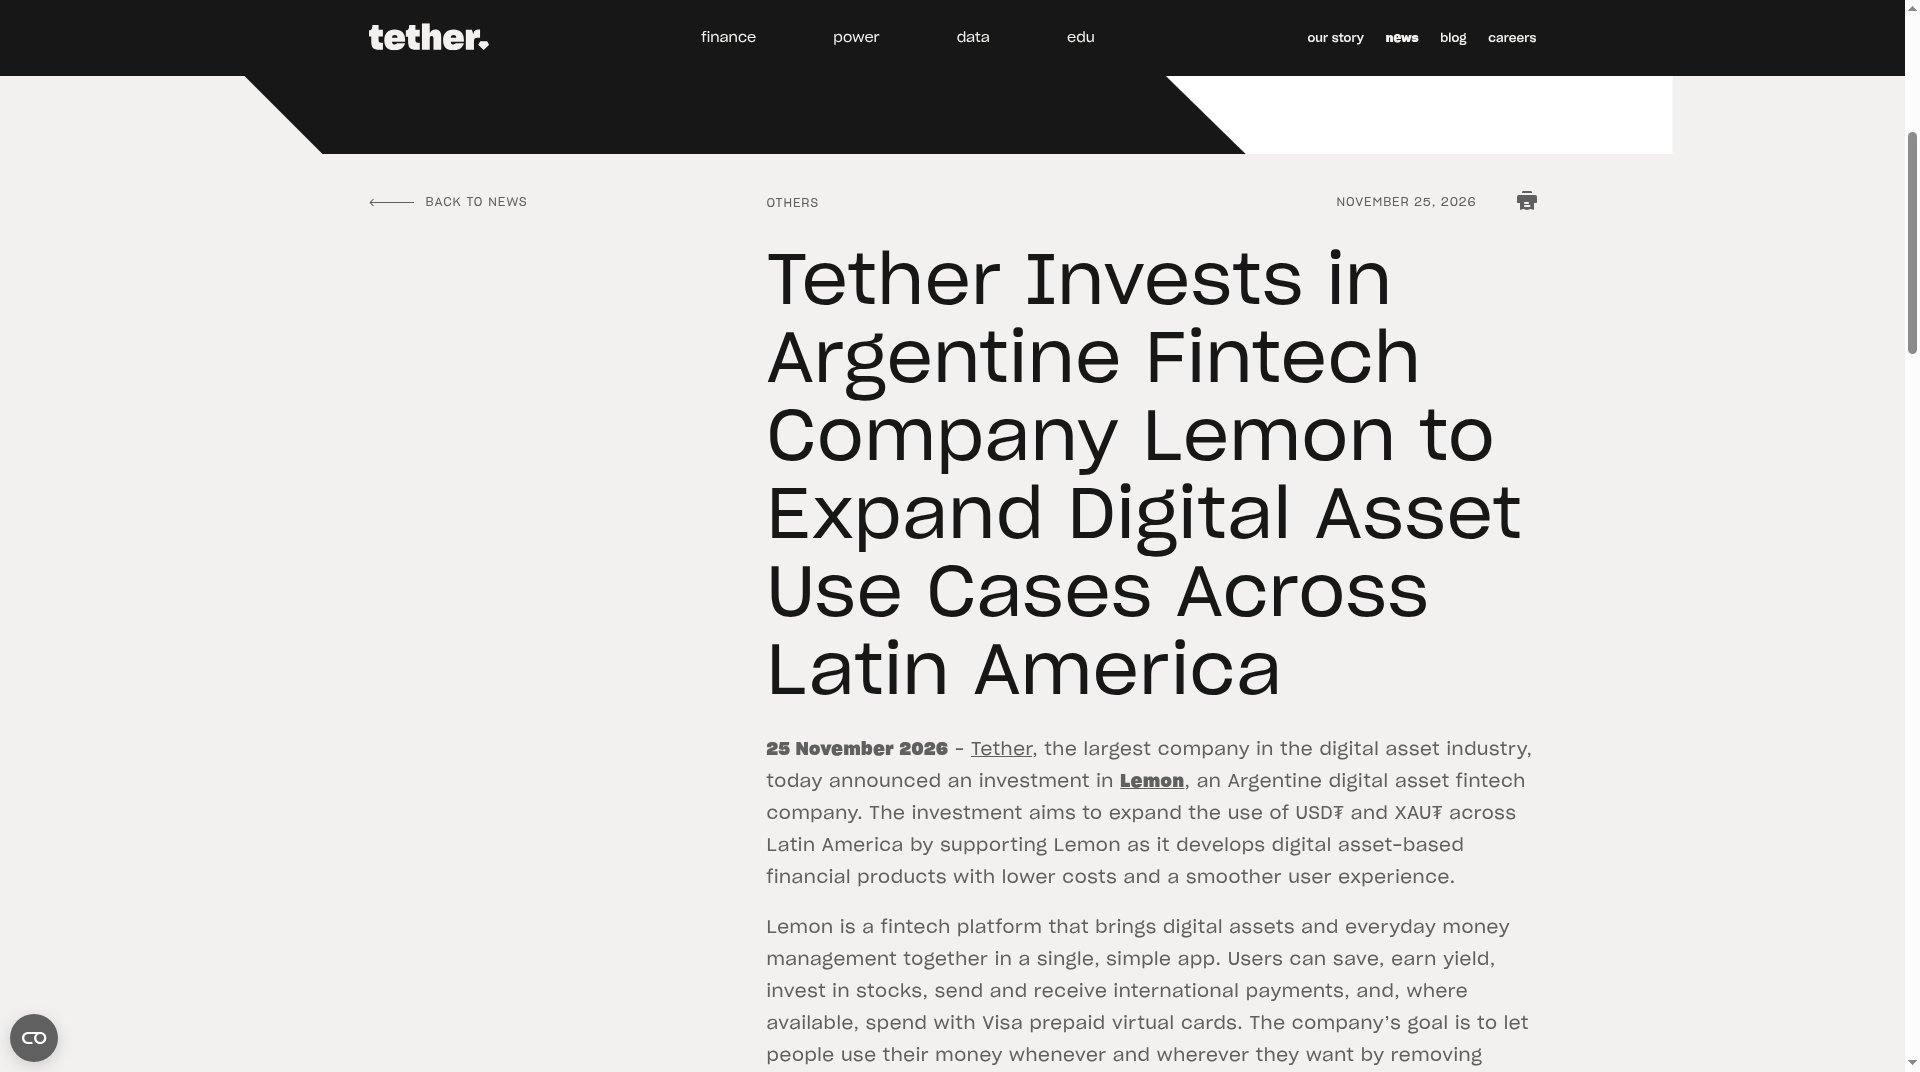 tether.
finance power data edu
our story news blog careers
BACK TO NEWS
OTHERS
NOVEMBER 25, 2026
Tether Invests in
Argentine Fintech
Company Lemon to
Expand Digital Asset
Use Cases Across
Latin America
25 November 2026 - Tether, the largest company in the digital asset industry,
today announced an investment in Lemon, an Argentine digital asset fintech
company. The investment aims to expand the use of USD₮ and XAU₮ across
Latin America by supporting Lemon as it develops digital asset-based
financial products with lower costs and a smoother user experience.
Lemon is a fintech platform that brings digital assets and everyday money
management together in a single, simple app. Users can save, earn yield,
invest in stocks, send and receive international payments, and, where
available, spend with Visa prepaid virtual cards. The company’s goal is to let
people use their money whenever and wherever they want by removing